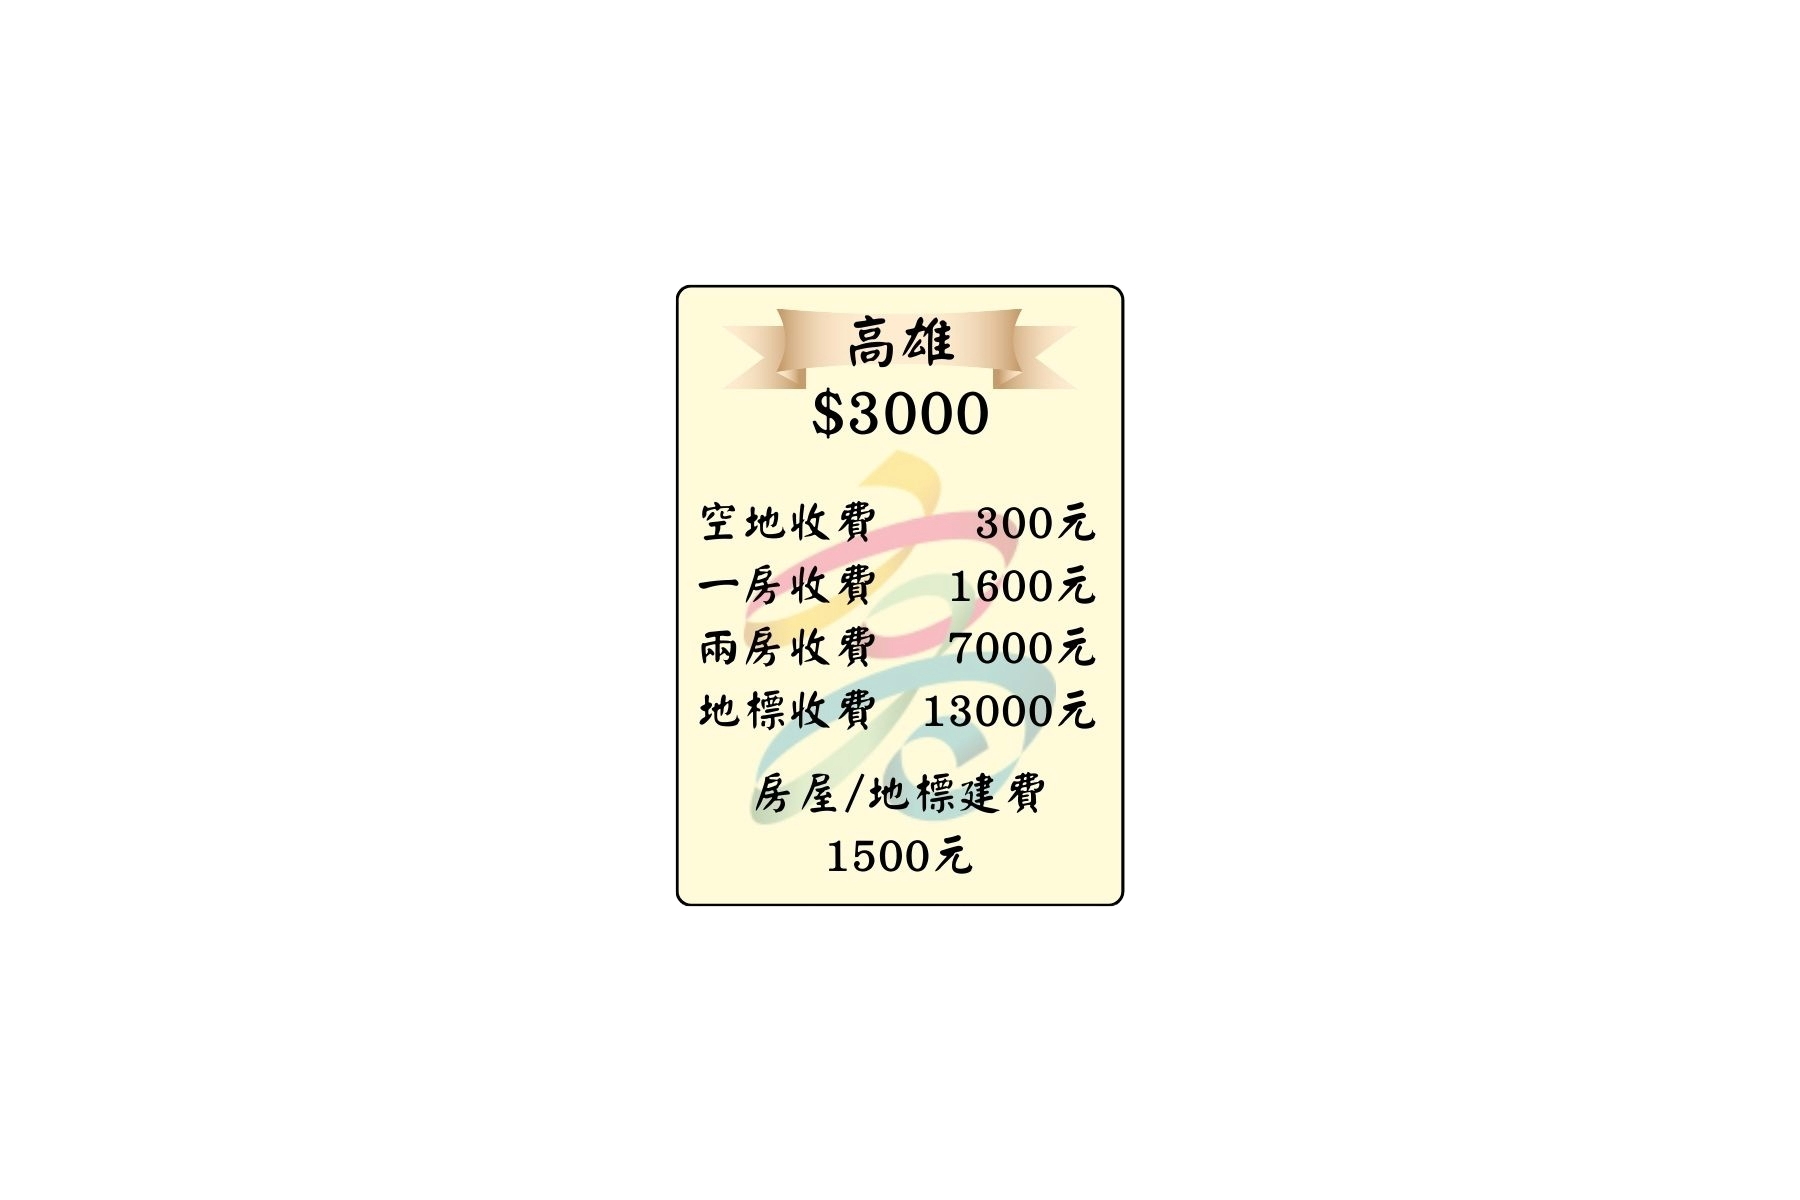 高雄
$3000
空地收費 300元
一房收費 1600元
兩房收費 7000元
地標收費 13000元
房屋/地標建費
1500元